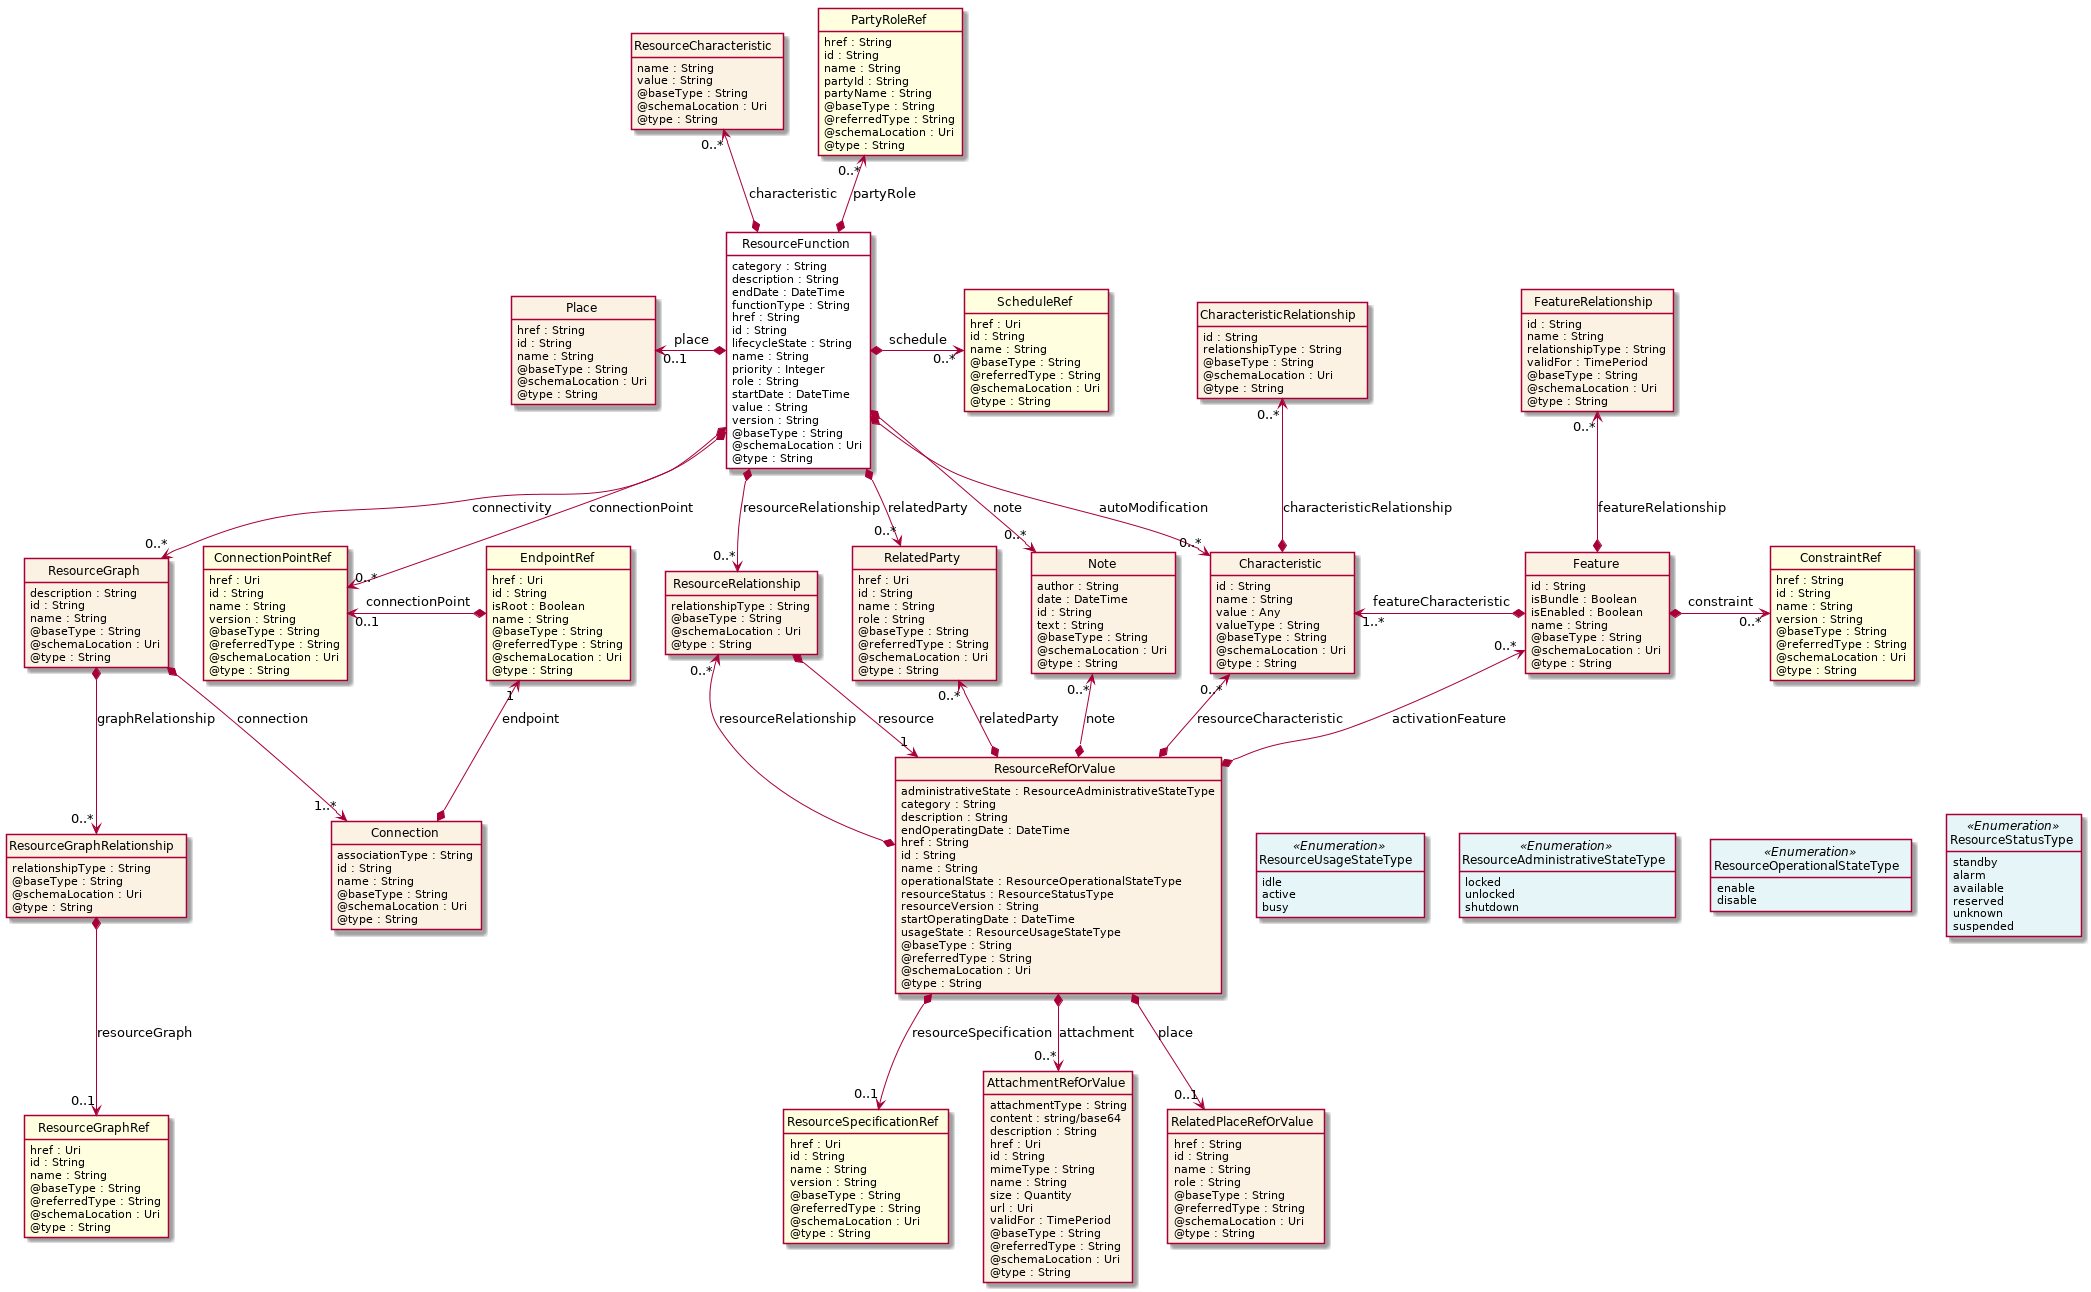 PartyRoleRef
href : String
id : String
name : String
partyId : String
partyName : String
@baseType : String
@referredType : String
@schemaLocation : Uri
@type : String
ResourceCharacteristic
name : String
value : String
@baseType : String
@schemaLocation : Uri
@type : String
0..*
0..*
characteristic
partyRole
ResourceFunction
category : String
description : String
endDate : DateTime
functionType : String
href : String
id : String
lifecycleState : String
name : String
priority : Integer
role : String
startDate : DateTime
value : String
version : String
@baseType : String
@schemaLocation : Uri
@type : String
Place
href : String
id : String
name : String
@baseType : String
@schemaLocation : Uri
@type : String
place
0..1
schedule
0..*
ScheduleRef
href : Uri
id : String
name : String
@baseType : String
@referredType : String
@schemaLocation : Uri
@type : String
CharacteristicRelationship
id : String
relationshipType : String
@baseType : String
@schemaLocation : Uri
@type : String
0..*
FeatureRelationship
id : String
name : String
relationshipType : String
validFor : TimePeriod
@baseType : String
@schemaLocation : Uri
@type : String
0..*
connectivity
0..*
connectionPoint
0..*
resourceRelationship
0..*
relatedParty
0..*
note
0..*
autoModification
0..*
characteristicRelationship
featureRelationship
ResourceGraph
description : String
id : String
name : String
@baseType : String
@schemaLocation : Uri
@type : String
ConnectionPointRef
href : Uri
id : String
name : String
version : String
@baseType : String
@referredType : String
@schemaLocation : Uri
@type : String
connectionPoint
0..1
EndpointRef
href : Uri
id : String
isRoot : Boolean
name : String
@baseType : String
@referredType : String
@schemaLocation : Uri
@type : String
ResourceRelationship
relationshipType : String
@baseType : String
@schemaLocation : Uri
@type : String
RelatedParty
href : Uri
id : String
name : String
role : String
@baseType : String
@referredType : String
@schemaLocation : Uri
@type : String
Note
author : String
date : DateTime
id : String
text : String
@baseType : String
@schemaLocation : Uri
@type : String
Characteristic
id : String
name : String
value : Any
valueType : String
@baseType : String
@schemaLocation : Uri
@type : String
featureCharacteristic
1..*
Feature
id : String
isBundle : Boolean
isEnabled : Boolean
name : String
@baseType : String
@schemaLocation : Uri
@type : String
constraint
0..*
ConstraintRef
href : String
id : String
name : String
version : String
@baseType : String
@referredType : String
@schemaLocation : Uri
@type : String
graphRelationship
0..*
connection
1..*
endpoint
1
resourceRelationship
0..*
resource
1
relatedParty
0..*
note
0..*
resourceCharacteristic
0..*
activationFeature
0..*
ResourceGraphRelationship
relationshipType : String
@baseType : String
@schemaLocation : Uri
@type : String
Connection
associationType : String
id : String
name : String
@baseType : String
@schemaLocation : Uri
@type : String
ResourceRefOrValue
administrativeState : ResourceAdministrativeStateType
category : String
description : String
endOperatingDate : DateTime
href : String
id : String
name : String
operationalState : ResourceOperationalStateType
resourceStatus : ResourceStatusType
resourceVersion : String
startOperatingDate : DateTime
usageState : ResourceUsageStateType
@baseType : String
@referredType : String
@schemaLocation : Uri
@type : String
«Enumeration»
ResourceUsageStateType
idle
active
busy
«Enumeration»
ResourceAdministrativeStateType
locked
unlocked
shutdown
«Enumeration»
ResourceOperationalStateType
enable
disable
«Enumeration»
ResourceStatusType
standby
alarm
available
reserved
unknown
suspended
resourceGraph
0..1
resourceSpecification
0..1
attachment
0..*
place
0..1
ResourceGraphRef
href : Uri
id : String
name : String
@baseType : String
@referredType : String
@schemaLocation : Uri
@type : String
ResourceSpecificationRef
href : Uri
id : String
name : String
version : String
@baseType : String
@referredType : String
@schemaLocation : Uri
@type : String
AttachmentRefOrValue
attachmentType : String
content : string/base64
description : String
href : Uri
id : String
mimeType : String
name : String
size : Quantity
url : Uri
validFor : TimePeriod
@baseType : String
@referredType : String
@schemaLocation : Uri
@type : String
RelatedPlaceRefOrValue
href : String
id : String
name : String
role : String
@baseType : String
@referredType : String
@schemaLocation : Uri
@type : String